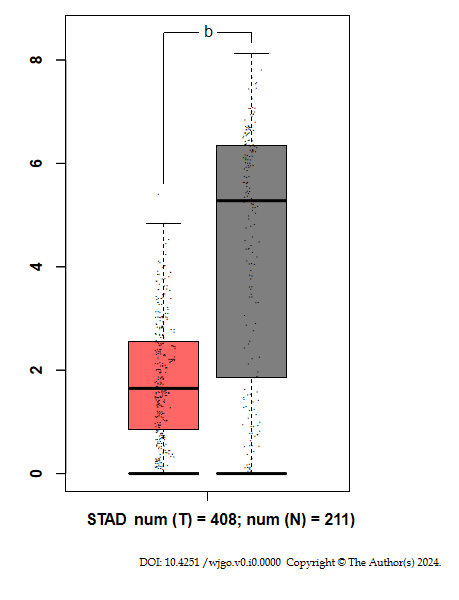 b
8
6
4
2
0
STAD num (T) = 408; num (N) = 211)
DOI: 10.4251 /wjgo.v0.i0.0000 Copyright © The Author(s) 2024.